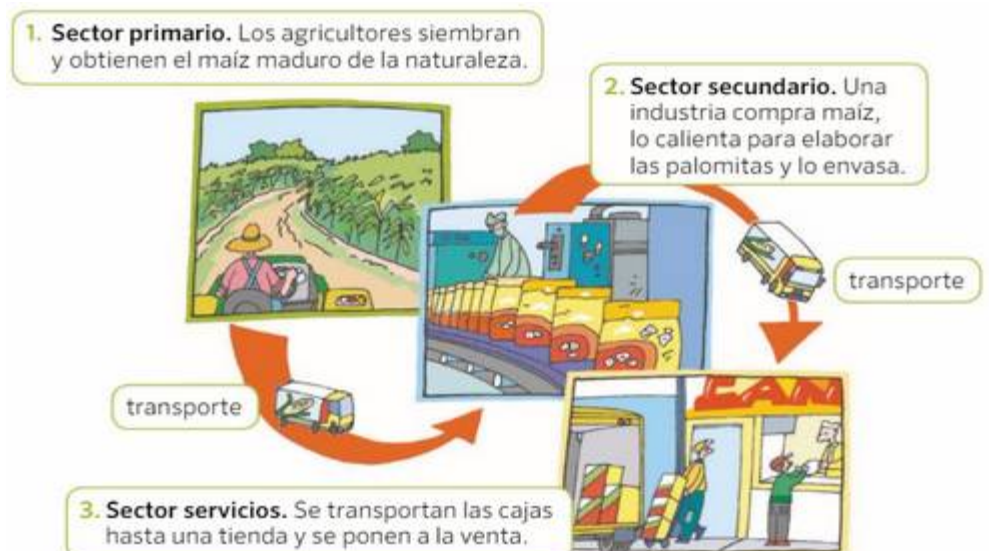 1. Sector primario. Los agricultores siembran
y obtienen el maíz maduro de la naturaleza.
2. Sector secundario. Una
industria compra maíz,
lo calienta para elaborar
las palomitas y lo envasa.
transporte
transporte
3. Sector servicios. Se transportan las cajas
hasta una tienda y se ponen a la venta.
CAN